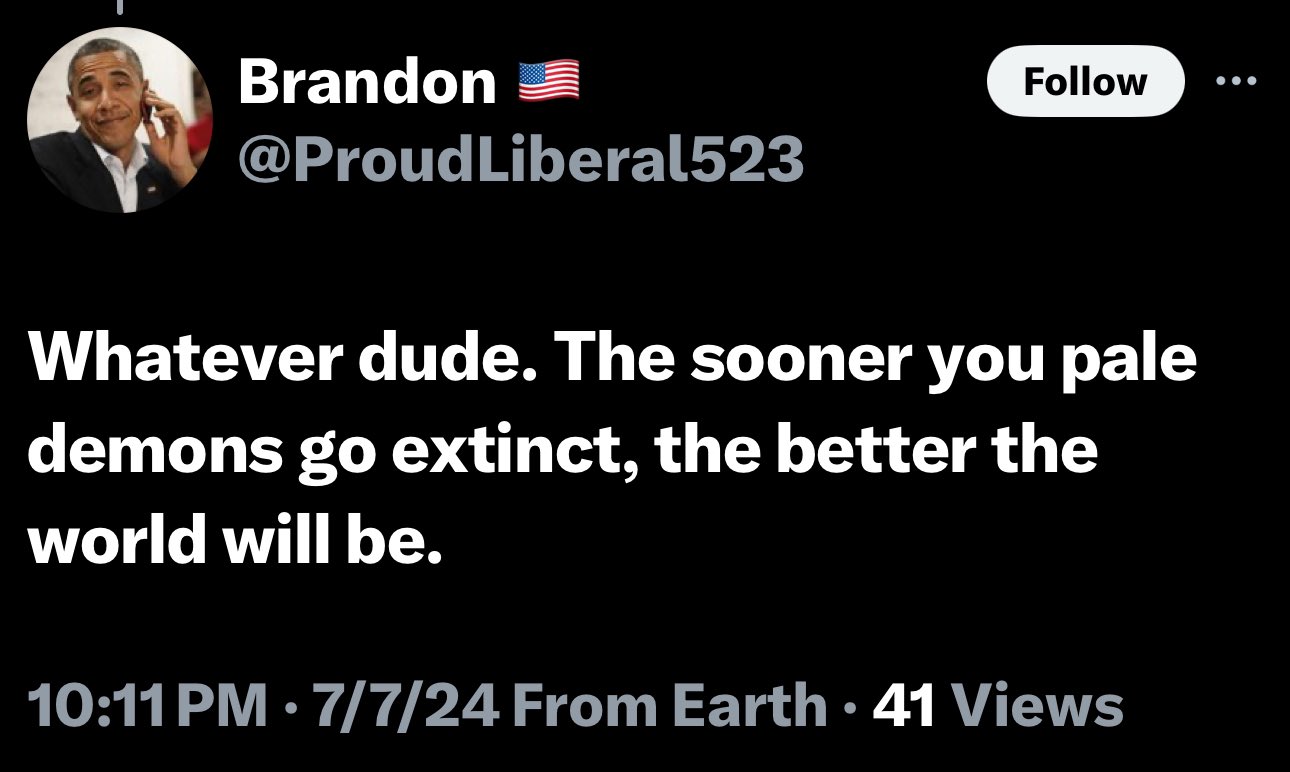 Brandon 🇺🇸
Follow
@ProudLiberal523
Whatever dude. The sooner you pale
demons go extinct, the better the
world will be.
10:11 PM · 7/7/24 From Earth · 41 Views